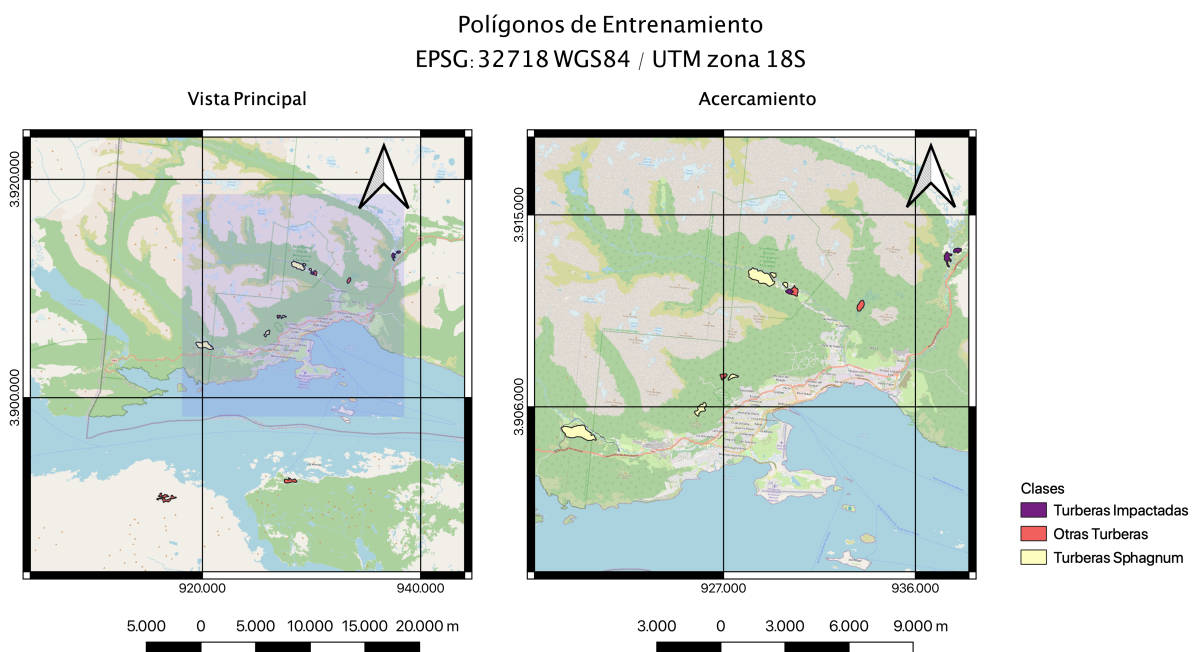 Polígonos de Entrenamiento
EPSG:32718 WGS84 / UTM zona 18S
Vista Principal
Acercamiento
3.920.000
3.900.000
920.000
940.000
3.915.000
3.906.000
927.000
936.000
Clases
Turberas Impactadas
Otras Turberas
Turberas Sphagnum
5.000 0 5.000 10.000 15.000 20.000 m
3.000 0 3.000 6.000 9.000 m